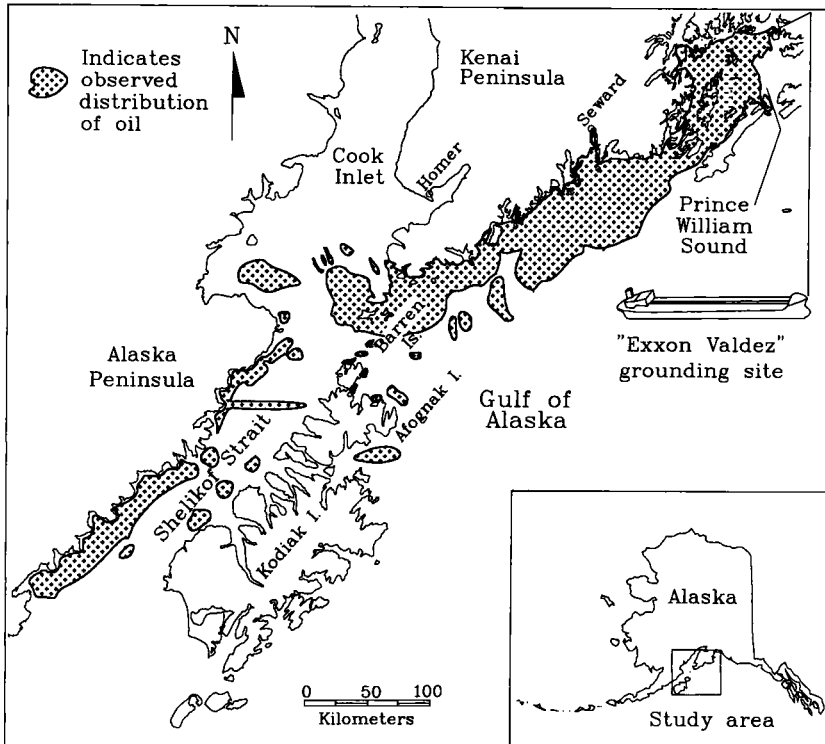 Indicates
observed
distribution
of oil
N
Kenai
Peninsula
Cook
Inlet
Homer
Seward
Prince
William
Sound
"Exxon Valdez"
grounding site
Barren
Is.
Alaska
Peninsula
Gulf of
Alaska
Afognak I.
Shelikof Strait
Kodiak I.
0 50 100
Kilometers
Alaska
Study area